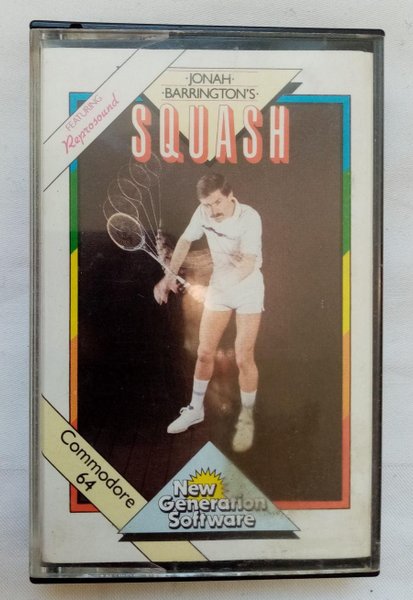 FEATURING
Reprosound
·JONAH·
·BARRINGTON'S·
SQUASH
Commodore
64
New
Generation
Software